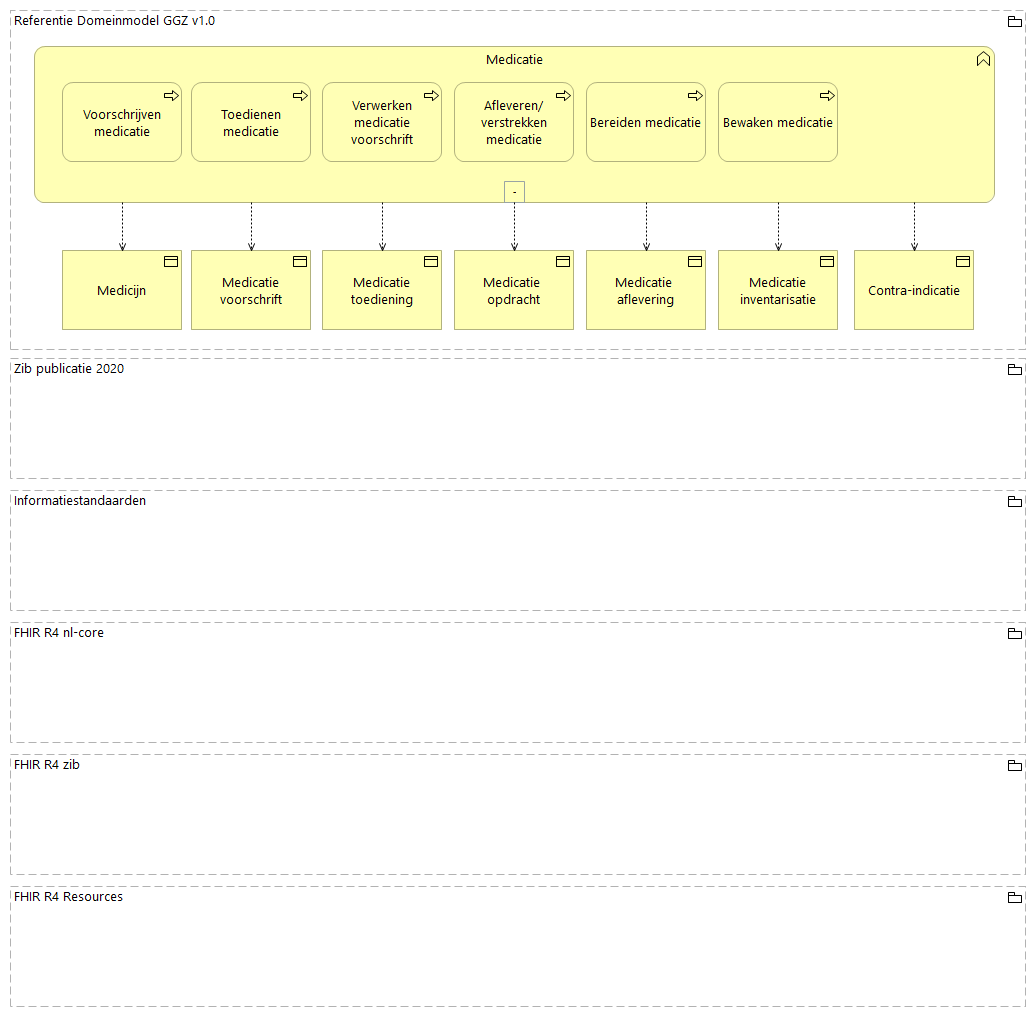 Referentie Domeinmodel GGZ v1.0
Medicatie
Voorschrijven
medicatie
Toedienen
medicatie
Verwerken
medicatie
voorschrift
Afleveren/
verstrekken
medicatie
Bereiden medicatie
Bewaken medicatie
-
Medicijn
Medicatie
voorschrift
Medicatie
toediening
Medicatie
opdracht
Medicatie
aflevering
Medicatie
inventarisatie
Contra-indicatie
Zib publicatie 2020
Informatiestandaarden
FHIR R4 nl-core
FHIR R4 zib
FHIR R4 Resources